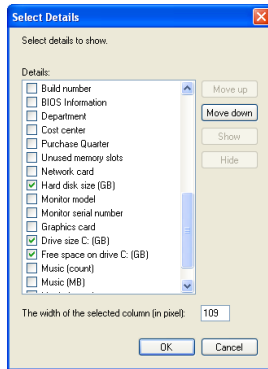 Select Details
Select details to show.
Details:
Build number
BIOS Information
Department
Cost center
Purchase Quarter
Unused memory slots
Network card
Hard disk size (GB)
Monitor model
Monitor serial number
Graphics card
Drive size C: (GB)
Free space on drive C: (GB)
Music (count)
Music (MB)
Move up
Move down
Show
Hide
The width of the selected column (in pixel): 109
OK Cancel